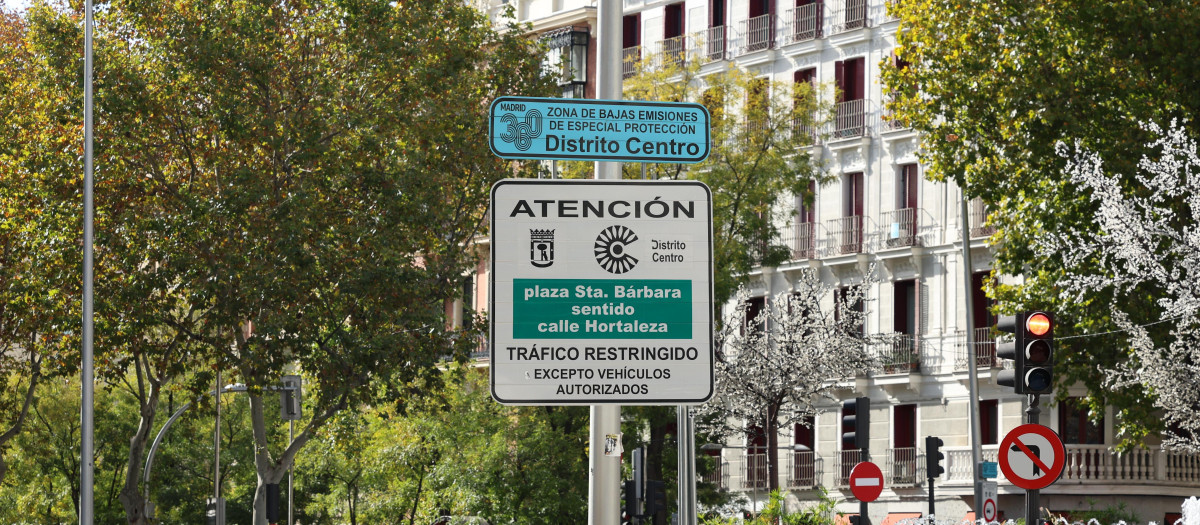 MADRID
360
ZONA DE BAJAS EMISIONES
DE ESPECIAL PROTECCIÓN
Distrito Centro
ATENCIÓN
Distrito
Centro
plaza Sta. Bárbara
sentido
calle Hortaleza
TRÁFICO RESTRINGIDO
EXCEPTO VEHÍCULOS
AUTORIZADOS